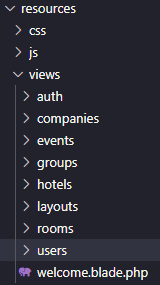 resources
css
js
views
auth
companies
events
groups
hotels
layouts
rooms
users
welcome.blade.php